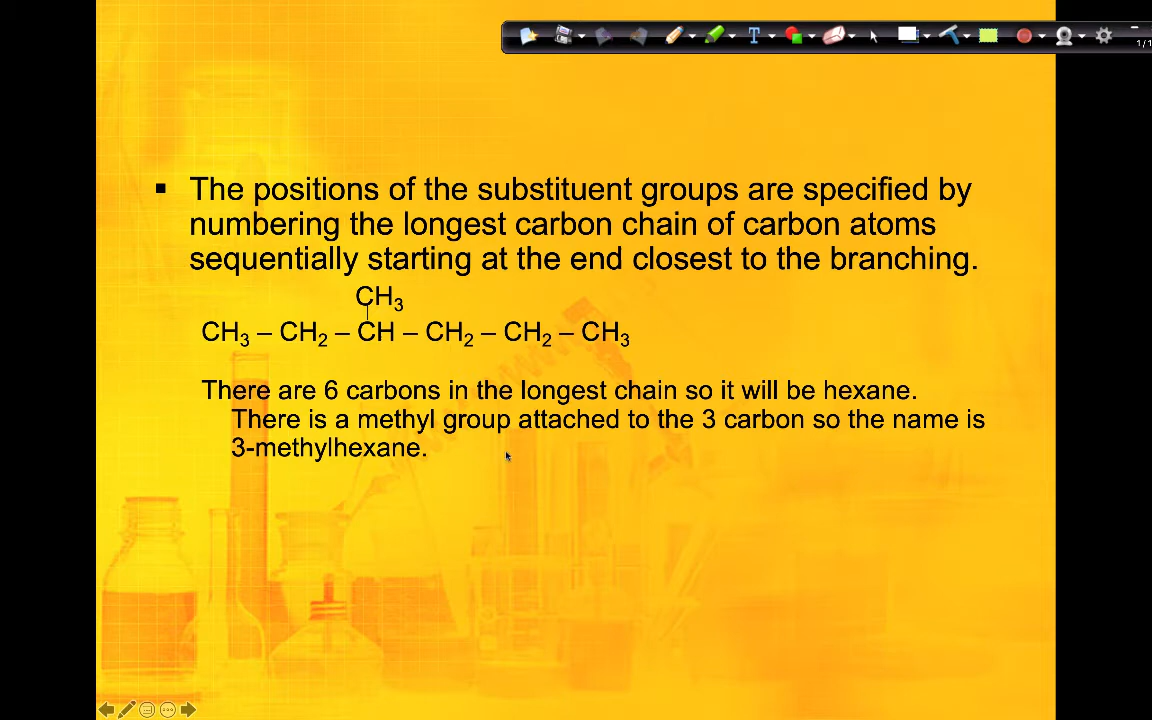 1/1
▪ The positions of the substituent groups are specified by
numbering the longest carbon chain of carbon atoms
sequentially starting at the end closest to the branching.
CH₃
CH₃ – CH₂ – CH – CH₂ – CH₂ – CH₃
There are 6 carbons in the longest chain so it will be hexane.
There is a methyl group attached to the 3 carbon so the name is
3-methylhexane.